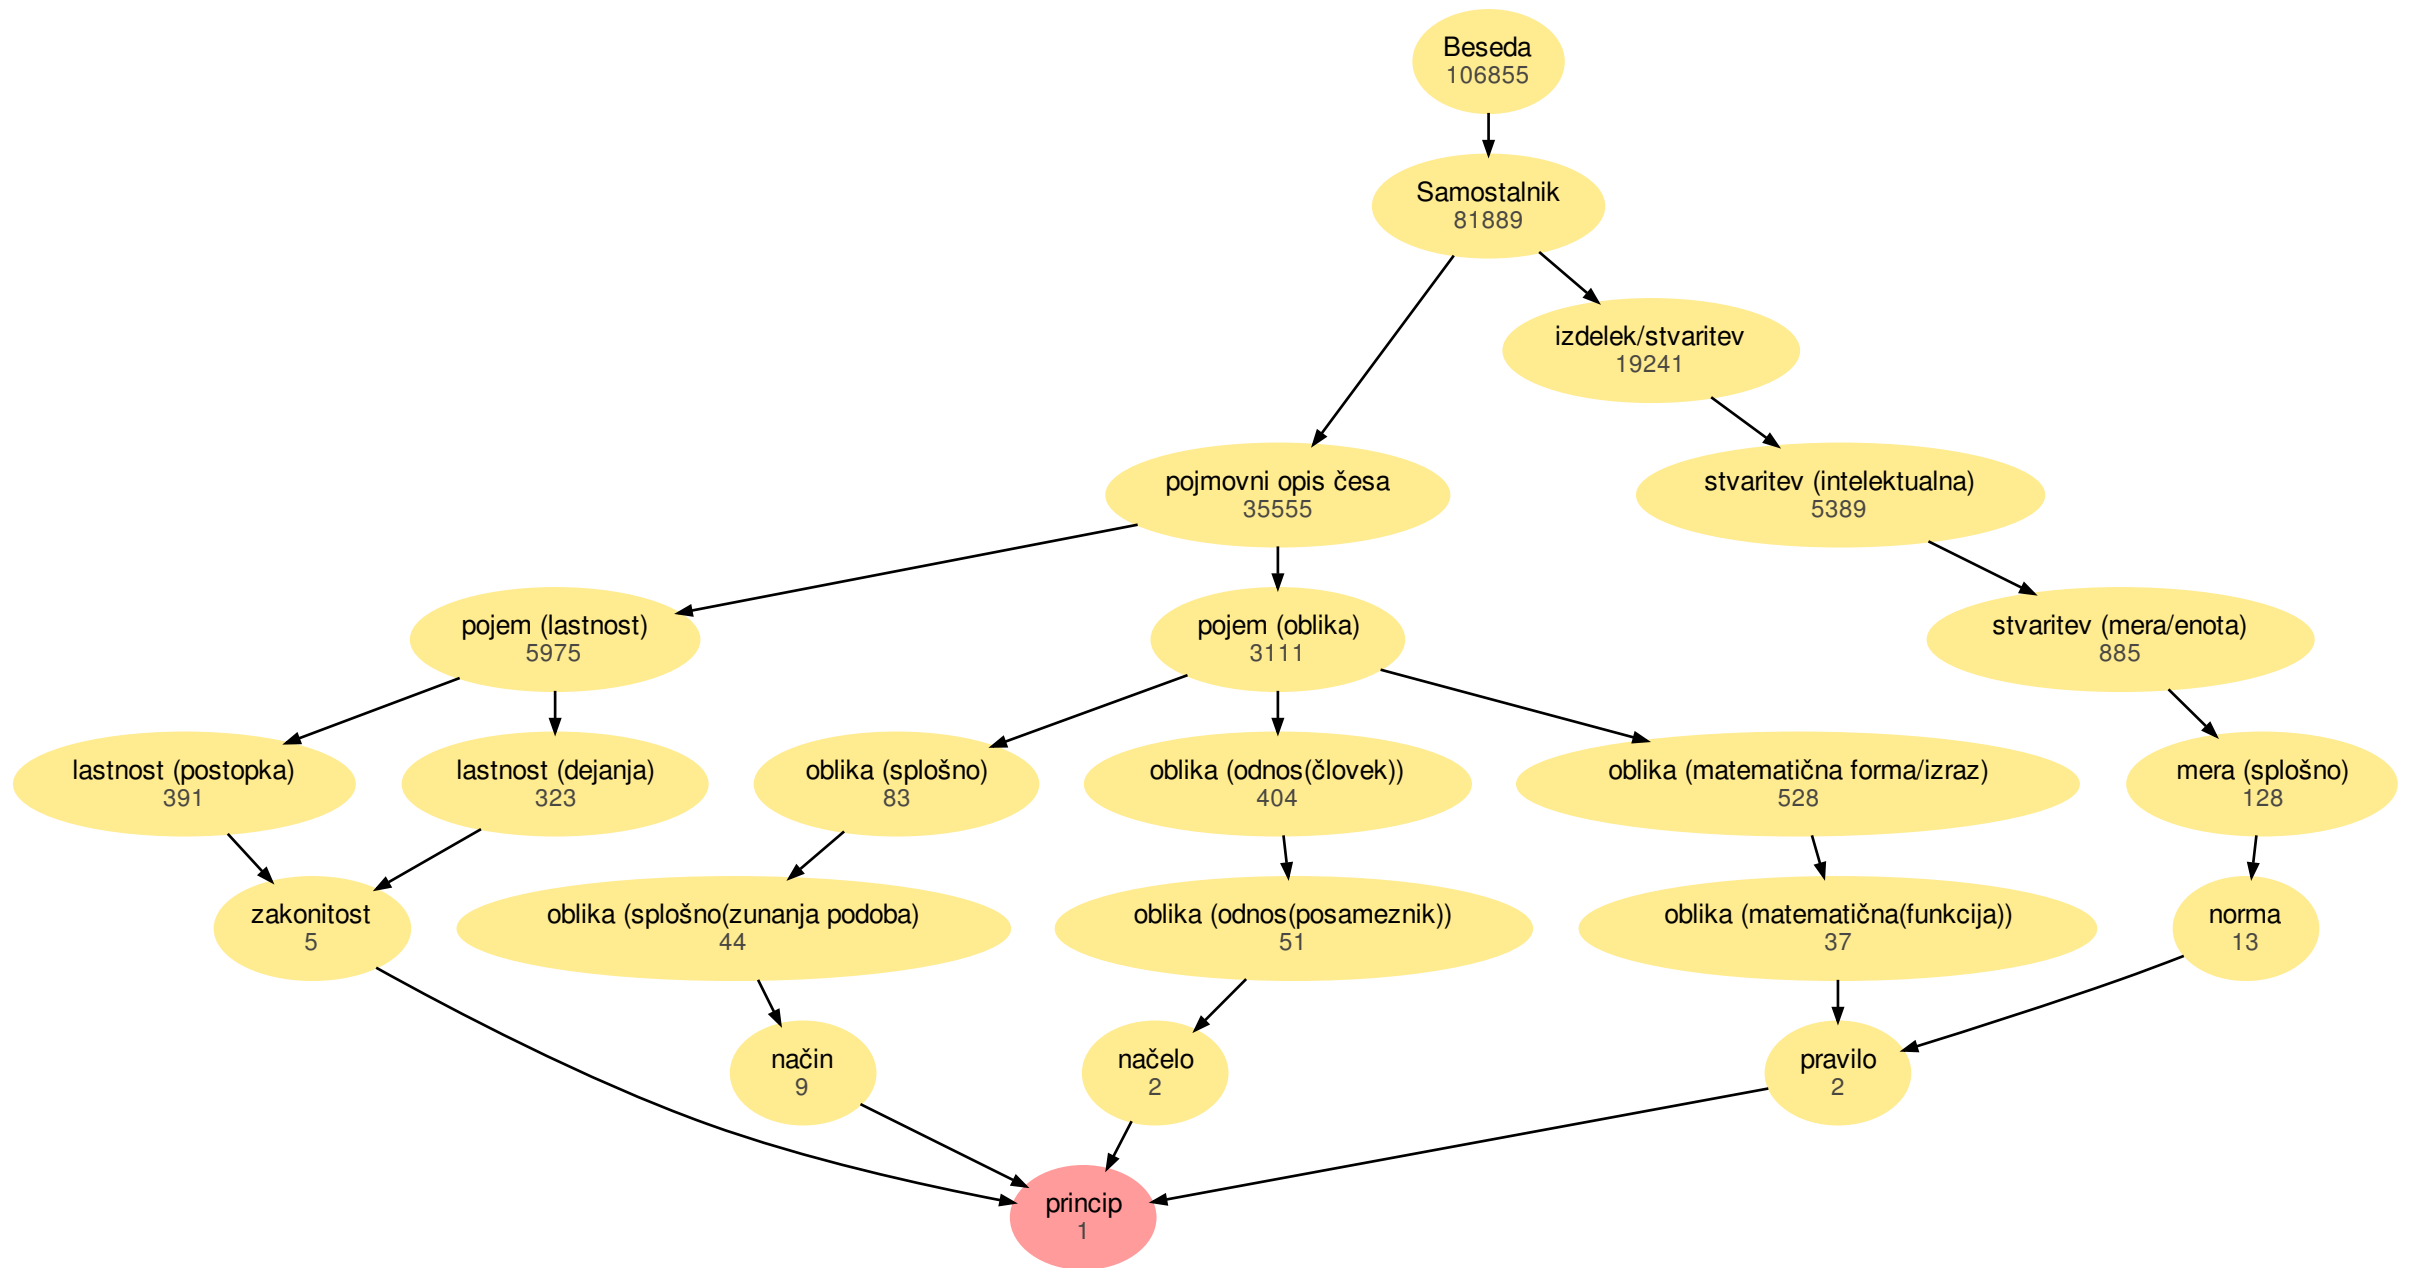 Beseda
106855
Samostalnik
81889
izdelek/stvaritev
19241
pojmovni opis česa
35555
stvaritev (intelektualna)
5389
pojem (lastnost)
5975
pojem (oblika)
3111
stvaritev (mera/enota)
885
lastnost (postopka)
391
lastnost (dejanja)
323
oblika (splošno)
83
oblika (odnos(človek))
404
oblika (matematična forma/izraz)
528
mera (splošno)
128
zakonitost
5
oblika (splošno(zunanja podoba)
44
oblika (odnos(posameznik))
51
oblika (matematična(funkcija))
37
norma
13
način
9
načelo
2
pravilo
2
princip
1